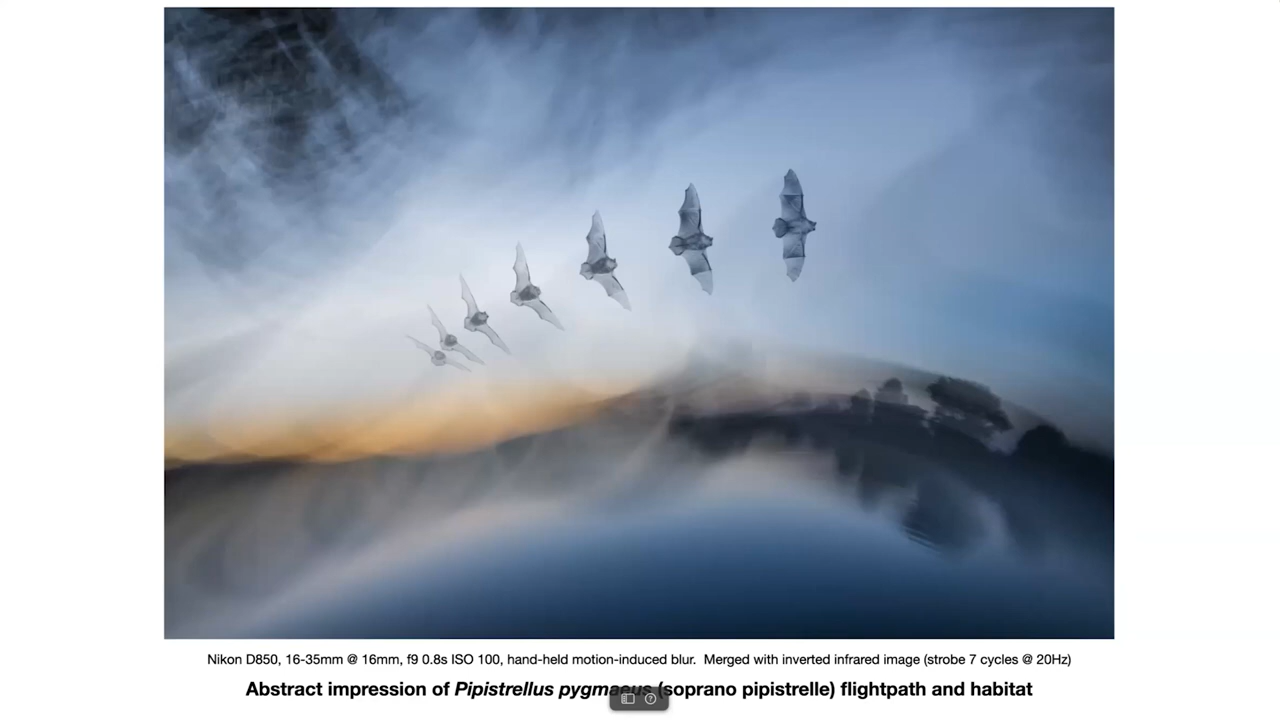 Nikon D850, 16-35mm @ 16mm, f9 0.8s ISO 100, hand-held motion-induced blur.  Merged with inverted infrared image (strobe 7 cycles @ 20Hz)
Abstract impression of Pipistrellus pygmaeus (soprano pipistrelle) flightpath and habitat